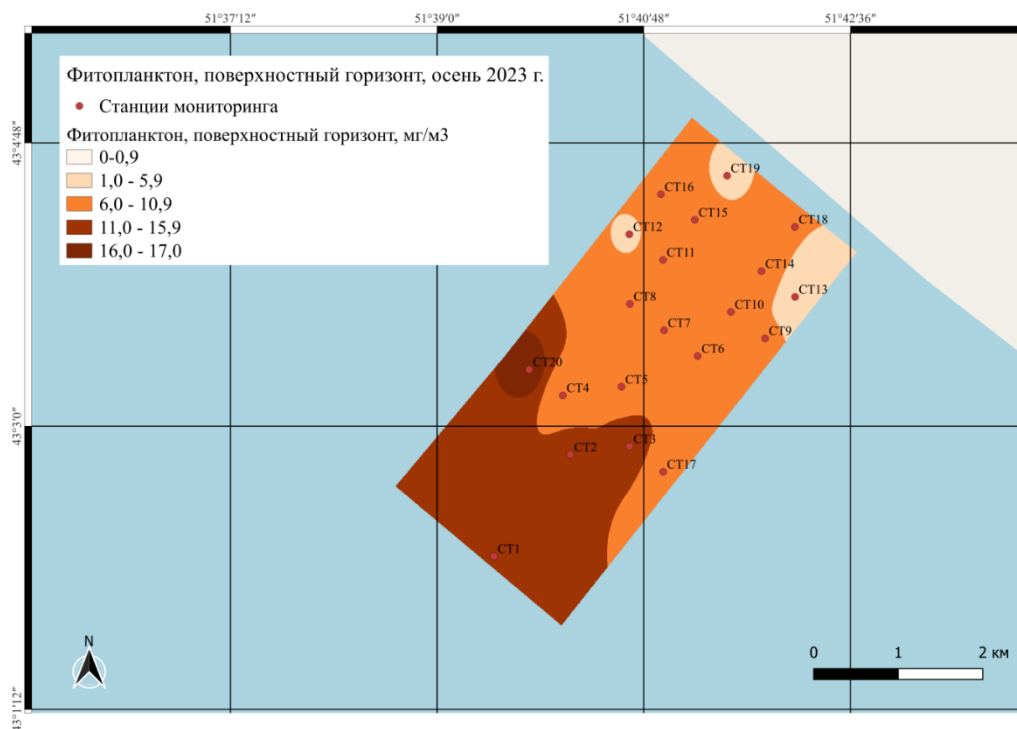 51°37'12" 51°39'0" 51°40'48" 51°42'36"
Фитопланктон, поверхностный горизонт, осень 2023 г.
Станции мониторинга
Фитопланктон, поверхностный горизонт, мг/м3
0-0,9
1,0 - 5,9
6,0 - 10,9
11,0 - 15,9
16,0 - 17,0
43°4'48"
СТ19
СТ16
СТ15
СТ18
СТ12
СТ11
СТ14
СТ13
СТ8
СТ10
СТ7
СТ9
СТ6
СТ20
СТ5
СТ4
43°3'0"
СТ3
СТ2
СТ17
СТ1
N
0 1 2 км
43°1'12"